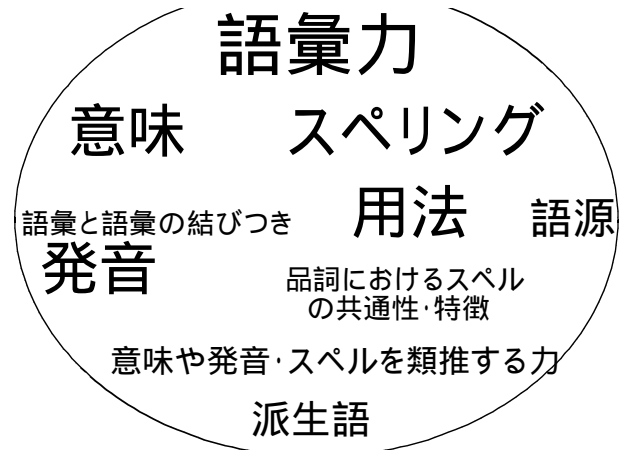 語彙力
意味
スペリング
語彙と語彙の結びつき
用法
語源
発音
品詞におけるスペル
の共通性·特徴
意味や発音·スペルを類推する力
派生語